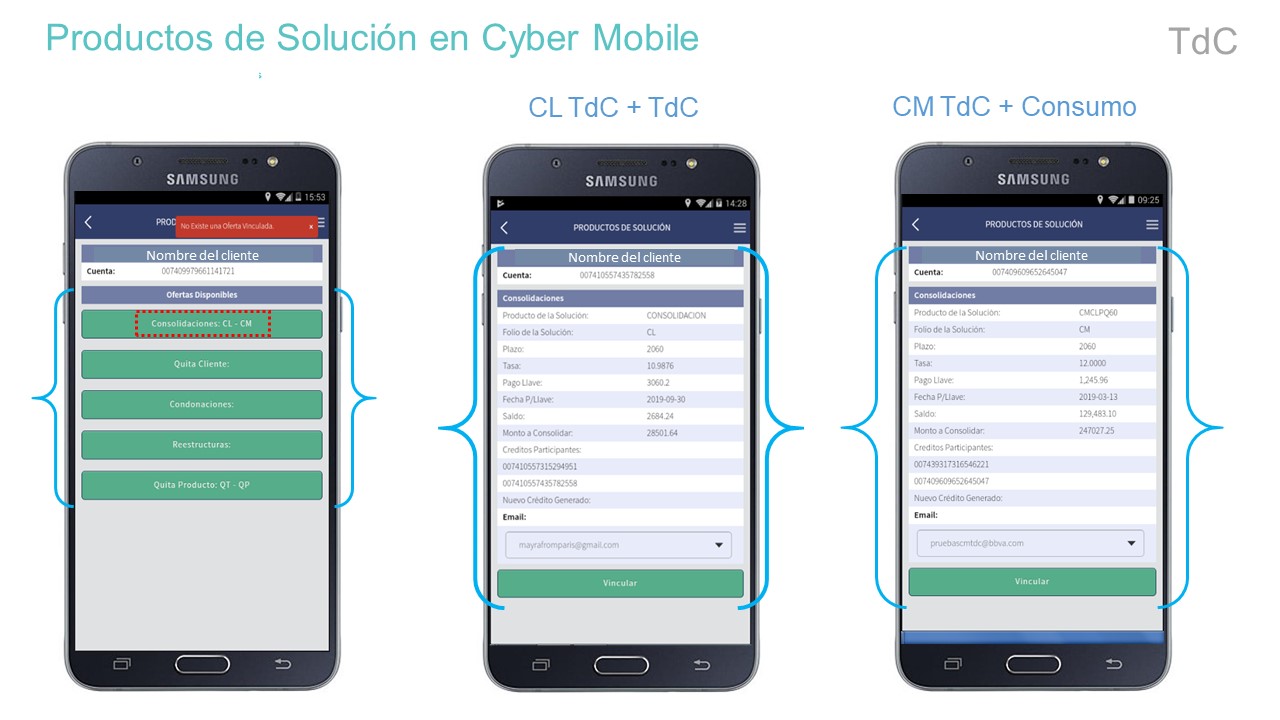 Productos de Solución en Cyber Mobile
TdC
CL TdC + TdC
CM TdC + Consumo
SAMSUNG
15:53
PROD
No Existe una Oferta Vinculada.
x
Nombre del cliente
Cuenta: 007409979661141721
Ofertas Disponibles
Consolidaciones: CL - CM
Quita Cliente:
Condonaciones:
Reestructuras:
Quita Producto: QT - QP
SAMSUNG
14:28
PRODUCTOS DE SOLUCIÓN
Nombre del cliente
Cuenta: 007410557435782558
Consolidaciones
Producto de la Solución: CONSOLIDACION
Folio de la Solución: CL
Plazo: 2060
Tasa: 10.9876
Pago Llave: 3060.2
Fecha P/Llave: 2019-09-30
Saldo: 2684.24
Monto a Consolidar: 28501.64
Creditos Participantes:
007410557315294951
007410557435782558
Nuevo Crédito Generado:
Email:
mayrafromparis@gmail.com
Vincular
SAMSUNG
09:25
PRODUCTOS DE SOLUCIÓN
Nombre del cliente
Cuenta: 007409609652645047
Consolidaciones
Producto de la Solución: CMCLPQ60
Folio de la Solución: CM
Plazo: 2060
Tasa: 12.0000
Pago Llave: 1,245.96
Fecha P/Llave: 2019-03-13
Saldo: 129,483.10
Monto a Consolidar: 247027.25
Creditos Participantes:
007439317316546221
007409609652645047
Nuevo Crédito Generado:
Email:
pruebascmtdc@bbva.com
Vincular